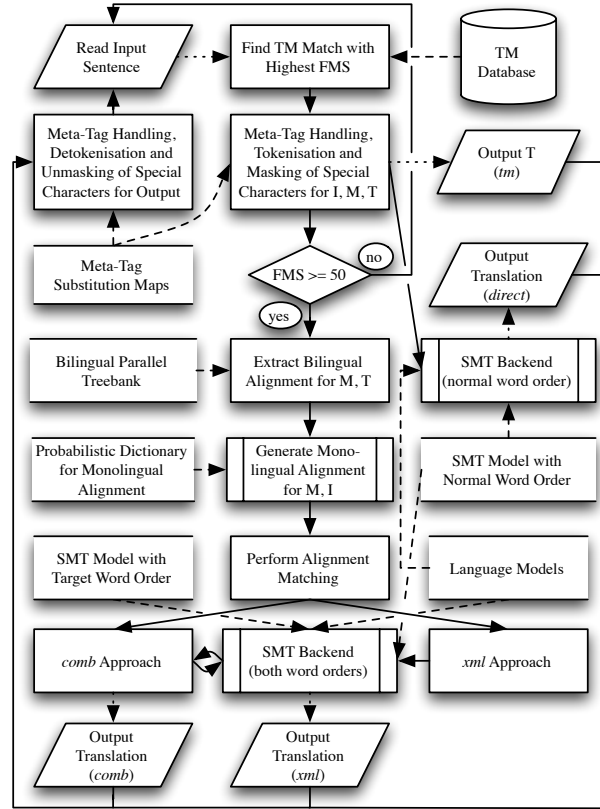 Read Input
Sentence
Find TM Match with
Highest FMS
TM
Database
Meta-Tag Handling,
Detokenisation and
Unmasking of Special
Characters for Output
Meta-Tag Handling,
Tokenisation and
Masking of Special
Characters for I, M, T
Output T
(tm)
Meta-Tag
Substitution Maps
FMS >= 50
no
yes
Output
Translation
(direct)
Bilingual Parallel
Treebank
Extract Bilingual
Alignment for M, T
SMT Backend
(normal word order)
Probabilistic Dictionary
for Monolingual
Alignment
Generate Mono-
lingual Alignment
for M, I
SMT Model with
Normal Word Order
SMT Model with
Target Word Order
Perform Alignment
Matching
Language Models
comb Approach
SMT Backend
(both word orders)
xml Approach
Output
Translation
(comb)
Output
Translation
(xml)